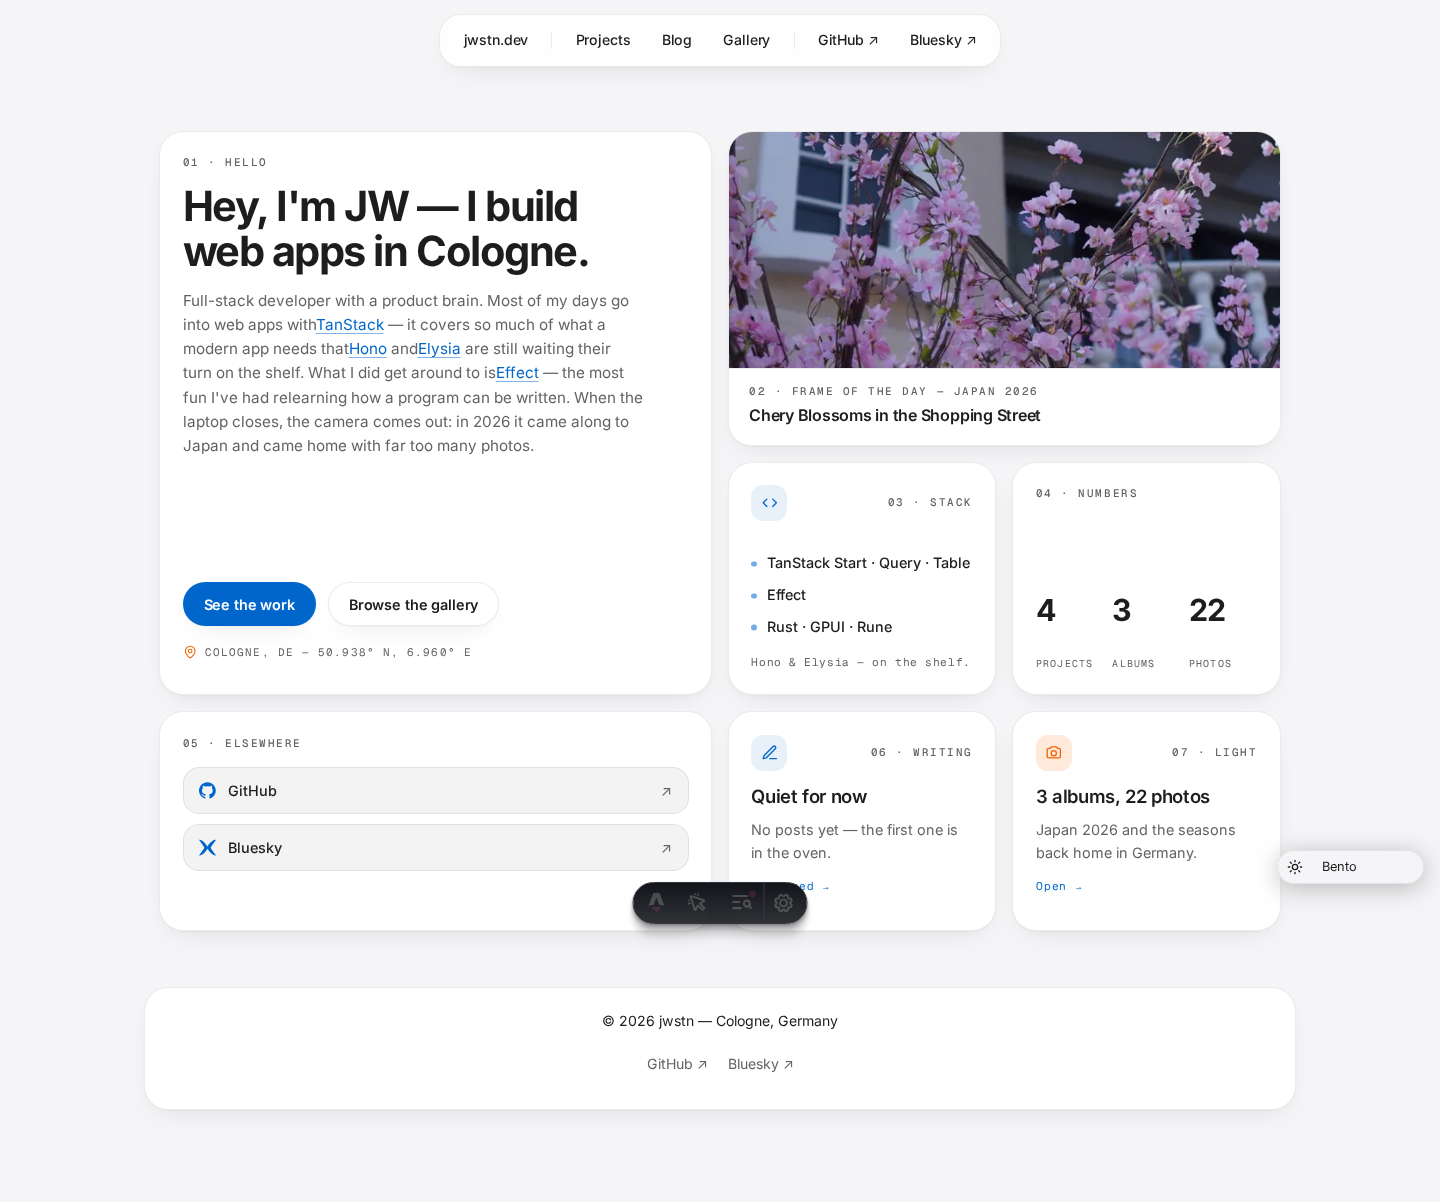 jwstn.dev
Projects
Blog
Gallery
GitHub ↗
Bluesky ↗
01 · HELLO
Hey, I'm JW — I build
web apps in Cologne.
Full-stack developer with a product brain. Most of my days go
into web apps withTanStack — it covers so much of what a
modern app needs thatHono andElysia are still waiting their
turn on the shelf. What I did get around to isEffect — the most
fun I've had relearning how a program can be written. When the
laptop closes, the camera comes out: in 2026 it came along to
Japan and came home with far too many photos.
See the work
Browse the gallery
COLOGNE, DE — 50.938° N, 6.960° E
02 · FRAME OF THE DAY — JAPAN 2026
Chery Blossoms in the Shopping Street
03 · STACK
TanStack Start · Query · Table
Effect
Rust · GPUI · Rune
Hono & Elysia — on the shelf.
04 · NUMBERS
4
3
22
PROJECTS
ALBUMS
PHOTOS
05 · ELSEWHERE
GitHub ↗
Bluesky ↗
06 · WRITING
Quiet for now
No posts yet — the first one is
in the oven.
07 · LIGHT
3 albums, 22 photos
Japan 2026 and the seasons
back home in Germany.
Open →
Bento
© 2026 jwstn — Cologne, Germany
GitHub ↗
Bluesky ↗